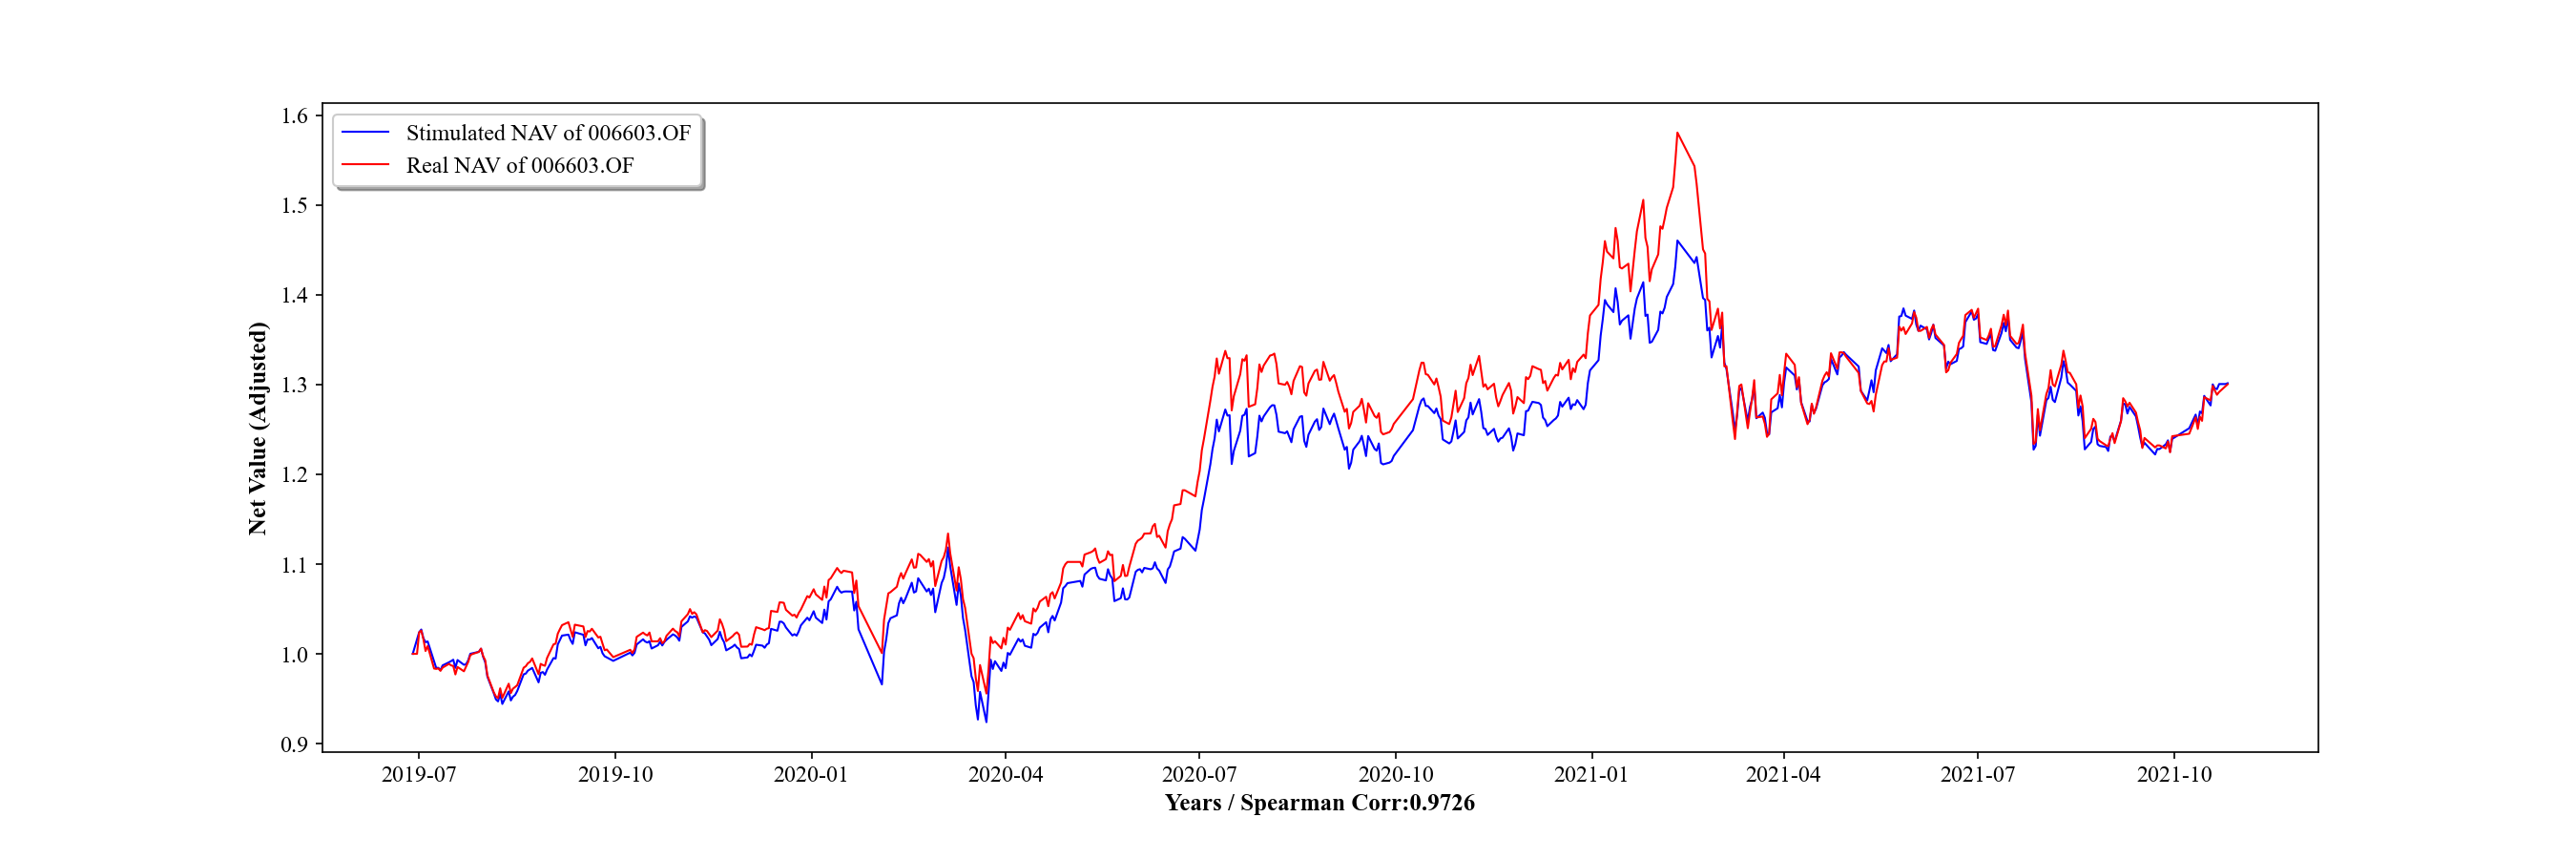 Stimulated NAV of 006603.OF
Real NAV of 006603.OF
1.6
1.5
1.4
1.3
1.2
1.1
1.0
0.9
Net Value (Adjusted)
2019-07 2019-10 2020-01 2020-04 2020-07 2020-10 2021-01 2021-04 2021-07 2021-10
Years / Spearman Corr:0.9726